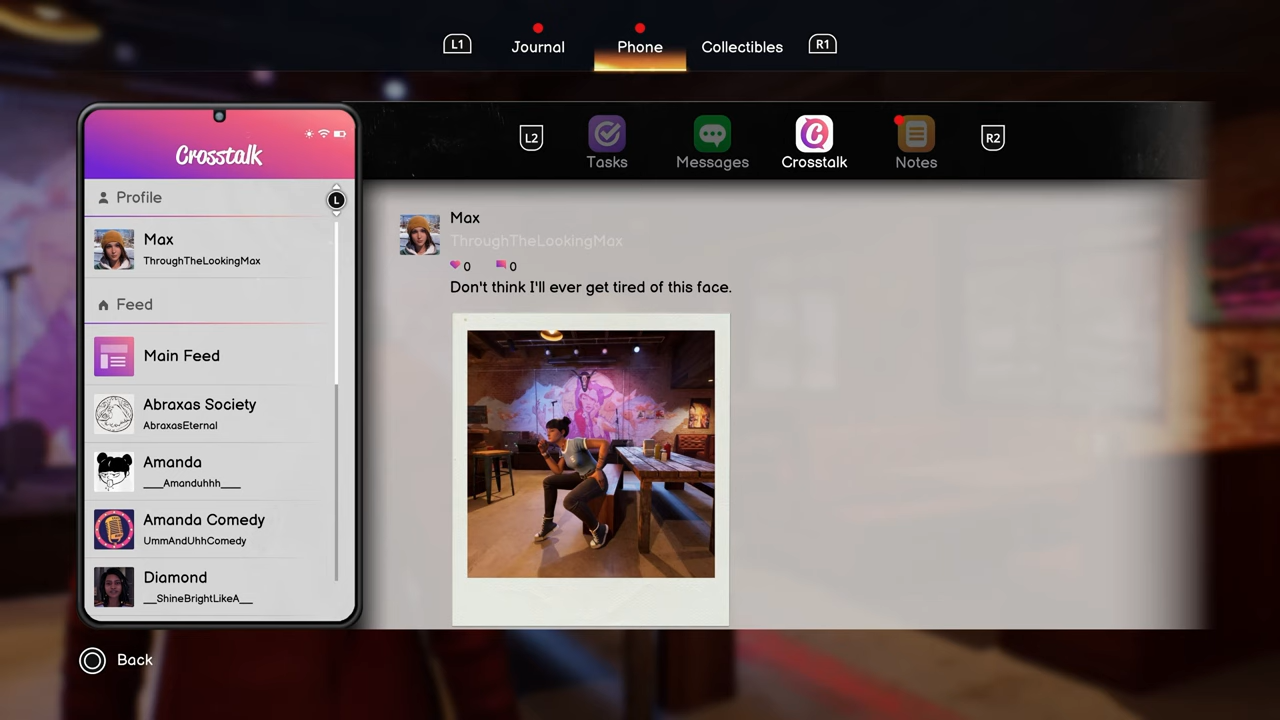 L1 Journal Phone Collectibles R1
L2 Tasks Messages Crosstalk Notes R2
Crosstalk
Profile
L
Max
ThroughTheLookingMax
Feed
Main Feed
Abraxas Society
AbraxasEternal
Amanda
___Amanduhhh___
Amanda Comedy
UmmAndUhhComedy
Diamond
__ShineBrightLikeA__
Max
ThroughTheLookingMax
0 0
Don't think I'll ever get tired of this face.
Back